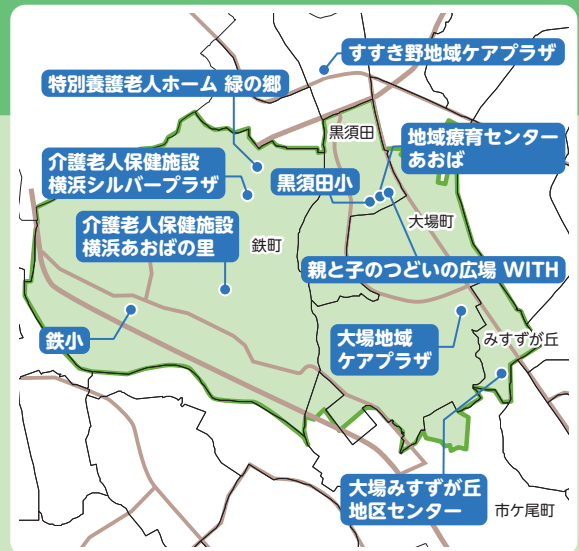 すすき野地域ケアプラザ
特別養護老人ホーム 緑の郷
黒須田
地域療育センター
あおば
介護老人保健施設
横浜シルバープラザ
黒須田小
大場町
介護老人保健施設
横浜あおばの里
鉄町
親と子のつどいの広場 WITH
鉄小
大場地域
ケアプラザ
みすずが丘
大場みすずが丘
地区センター
市ケ尾町